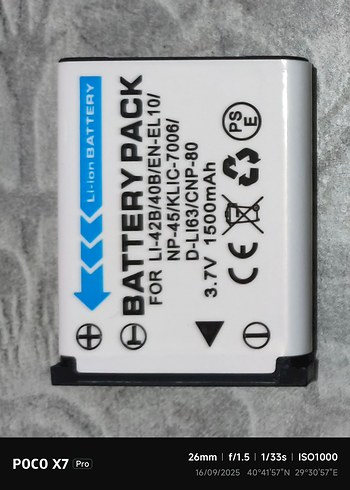 Li-ion BATTERY
BATTERY PACK
FOR LI-42B/40B/EN-EL10/
NP-45/KLIC-7006/
D-LI63/CNP-80
3.7V 1500mAh
PS
E
CE
POCO X7 Pro
26mm | f/1.5 | 1/33s | ISO1000
16/09/2025 40°41'57"N 29°30'57"E